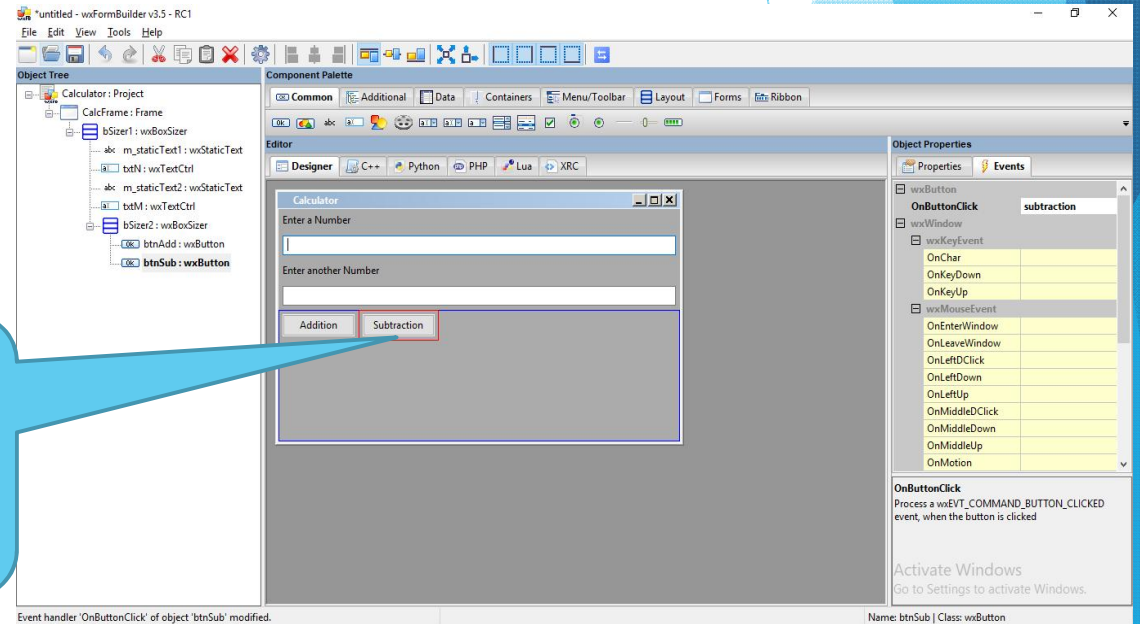 *untitled - wxFormBuilder v3.5 - RC1
File Edit View Tools Help
Object Tree
Calculator : Project
CalcFrame : Frame
bSizer1 : wxBoxSizer
m_staticText1 : wxStaticText
txtN : wxTextCtrl
m_staticText2 : wxStaticText
txtM : wxTextCtrl
bSizer2 : wxBoxSizer
btnAdd : wxButton
btnSub : wxButton
Component Palette
Common Additional Data Containers Menu/Toolbar Layout Forms Ribbon
Editor
Designer C++ Python PHP Lua XRC
Calculator
Enter a Number
Enter another Number
Addition Subtraction
Object Properties
Properties Events
wxButton
OnButtonClick subtraction
wxWindow
wxKeyEvent
OnChar
OnKeyDown
OnKeyUp
wxMouseEvent
OnEnterWindow
OnLeaveWindow
OnLeftDClick
OnLeftDown
OnLeftUp
OnMiddleDClick
OnMiddleDown
OnMiddleUp
OnMotion
OnButtonClick
Process a wxEVT_COMMAND_BUTTON_CLICKED
event, when the button is clicked
Activate Windows
Go to Settings to activate Windows.
Event handler 'OnButtonClick' of object 'btnSub' modified.
Name: btnSub | Class: wxButton